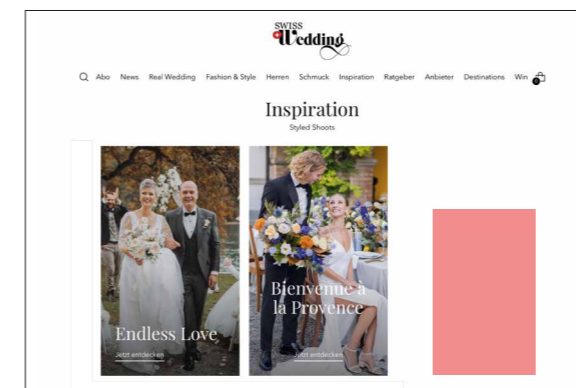 SWISS
Wedding
Abo News Real Wedding Fashion & Style Herren Schmuck Inspiration Ratgeber Anbieter Destinations Win 0
Inspiration
Styled Shoots
Endless Love
Jetzt entdecken
Bienvenue à
la Provence
Jetzt entdecken